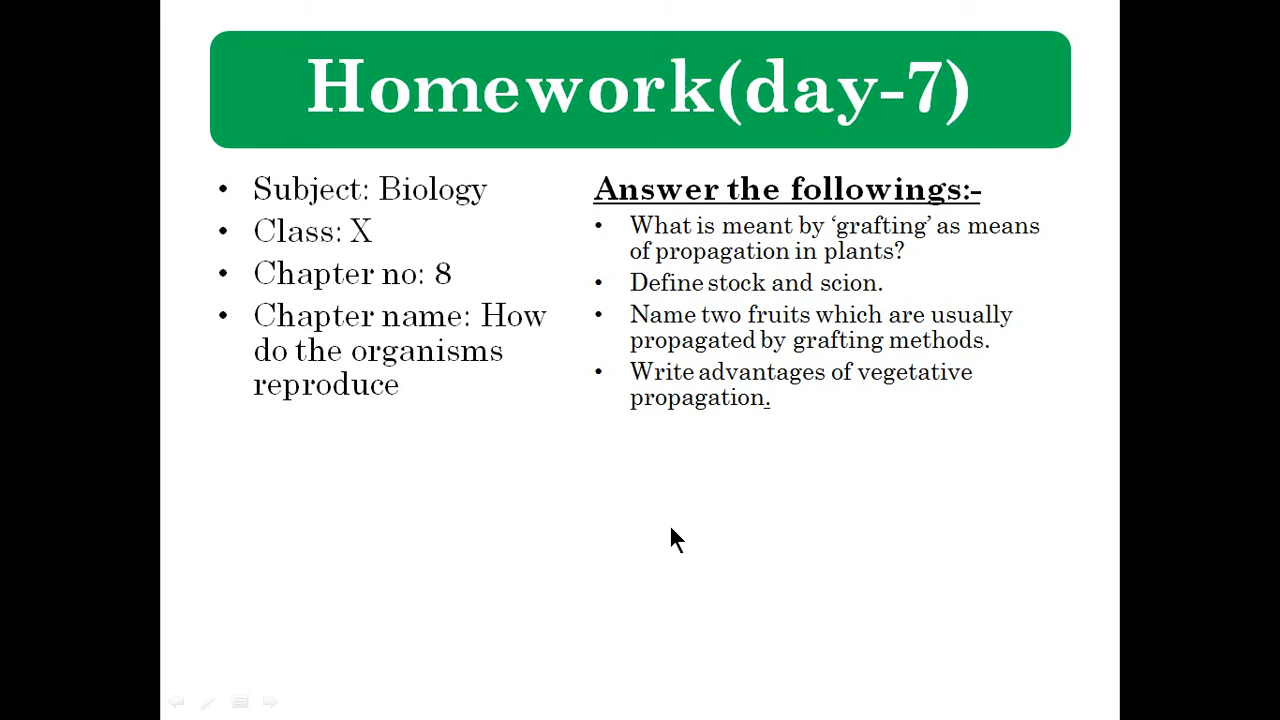 Homework(day-7)
• Subject: Biology
• Class: X
• Chapter no: 8
• Chapter name: How
do the organisms
reproduce
Answer the followings:-
• What is meant by ‘grafting’ as means
of propagation in plants?
• Define stock and scion.
• Name two fruits which are usually
propagated by grafting methods.
• Write advantages of vegetative
propagation.